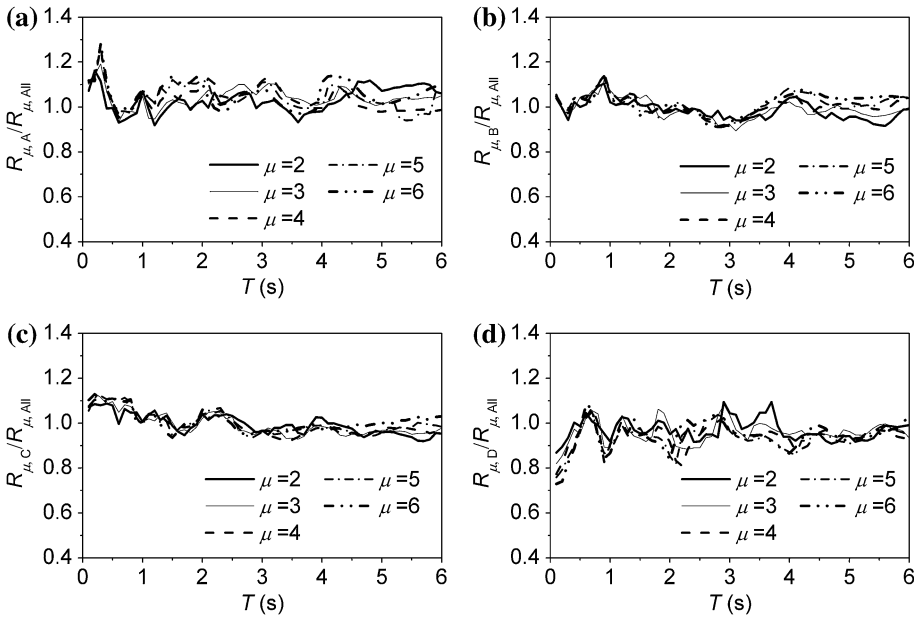 (a)
1.4
1.2
1.0
0.8
0.6
0.4
R μ, A /R μ, All
μ =2 μ =5
μ =3 μ =6
μ =4
0 1 2 3 4 5 6
T (s)
(b)
1.4
1.2
1.0
0.8
0.6
0.4
R μ, B /R μ, All
μ =2 μ =5
μ =3 μ =6
μ =4
0 1 2 3 4 5 6
T (s)
(c)
1.4
1.2
1.0
0.8
0.6
0.4
R μ, C /R μ, All
μ =2 μ =5
μ =3 μ =6
μ =4
0 1 2 3 4 5 6
T (s)
(d)
1.4
1.2
1.0
0.8
0.6
0.4
R μ, D /R μ, All
μ =2 μ =5
μ =3 μ =6
μ =4
0 1 2 3 4 5 6
T (s)